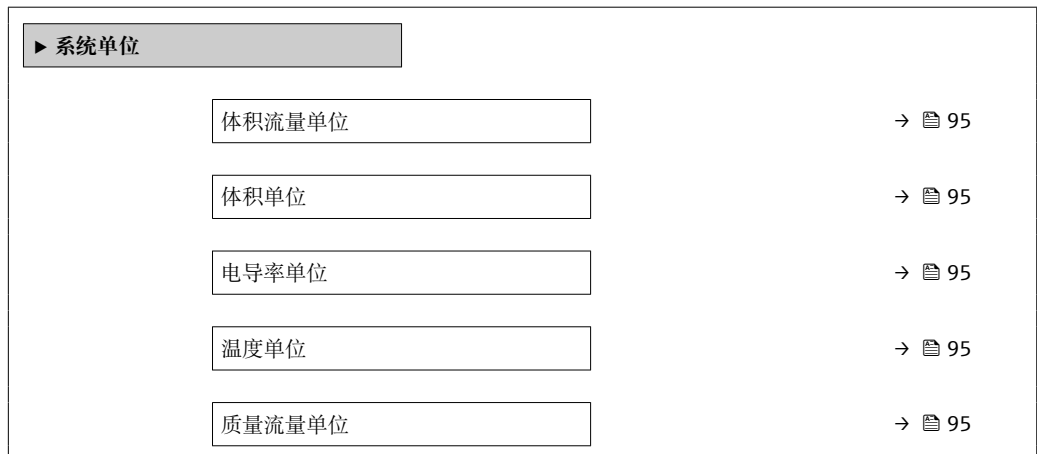 ▶ 系统单位
体积流量单位 → 95
体积单位 → 95
电导率单位 → 95
温度单位 → 95
质量流量单位 → 95